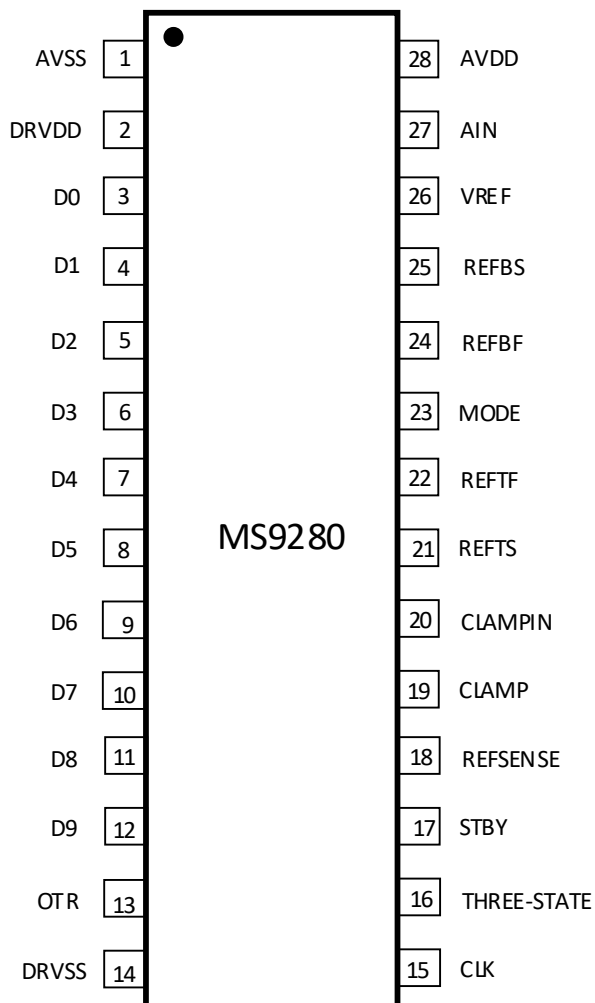 AVSS 1 28 AVDD
DRVDD 2 27 AIN
D0 3 26 VREF
D1 4 25 REFBS
D2 5 24 REFBF
D3 6 23 MODE
D4 7 22 REFTF
MS9280
D5 8 21 REFTS
D6 9 20 CLAMPIN
D7 10 19 CLAMP
D8 11 18 REFSENSE
D9 12 17 STBY
OTR 13 16 THREE-STATE
DRVSS 14 15 CLK